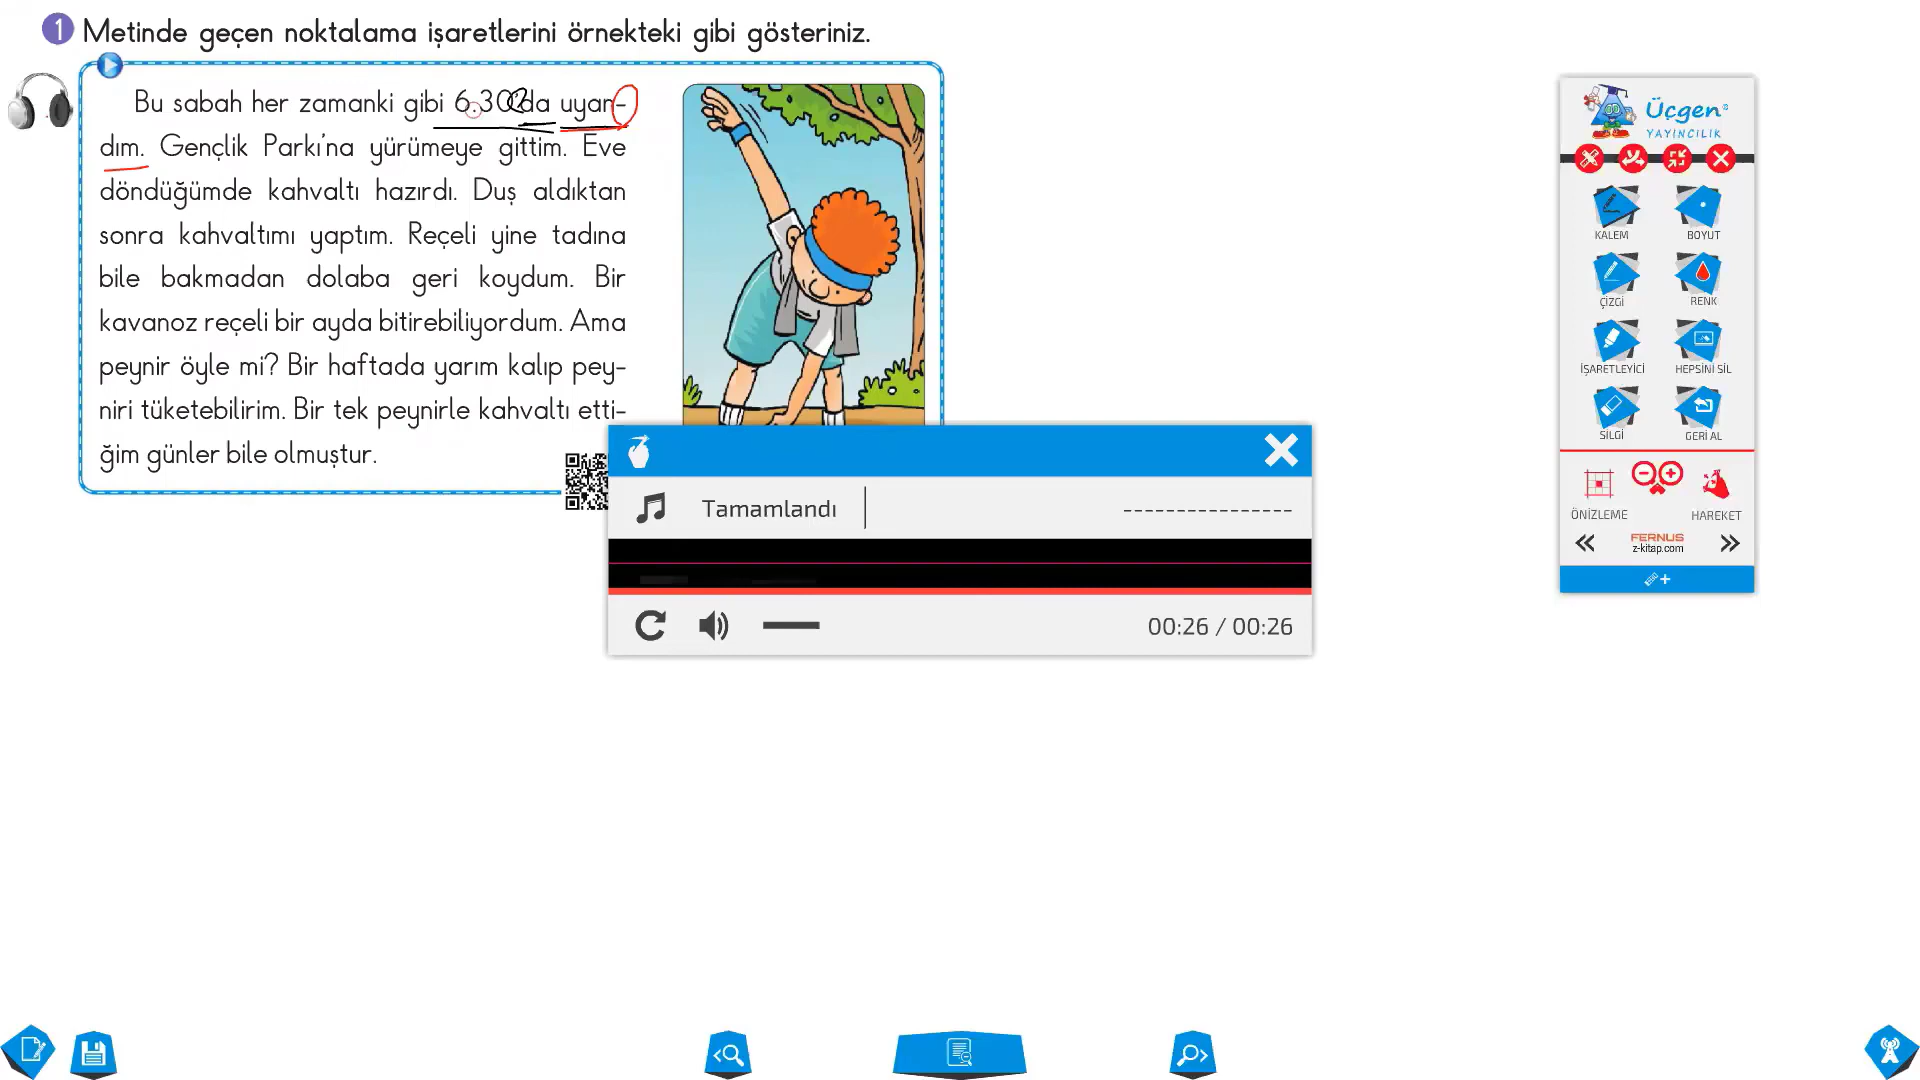 1 Metinde geçen noktalama işaretlerini örnekteki gibi gösteriniz.
Bu sabah her zamanki gibi 6.30'da uyan-
dım. Gençlik Parkı'na yürümeye gittim. Eve
döndüğümde kahvaltı hazırdı. Duş aldıktan
sonra kahvaltımı yaptım. Reçeli yine tadına
bile bakmadan dolaba geri koydum. Bir
kavanoz reçeli bir ayda bitirebiliyordum. Ama
peynir öyle mi? Bir haftada yarım kalıp pey-
niri tüketebilirim. Bir tek peynirle kahvaltı etti-
ğim günler bile olmuştur.
Tamamlandı
----------------
00:26 / 00:26
Üçgen®
YAYINCILIK
KALEM
BOYUT
ÇİZGİ
RENK
İŞARETLEYİCİ
HEPSİNİ SİL
SİLGİ
GERİ AL
ÖNİZLEME
HAREKET
FERNUS
z-kitap.com